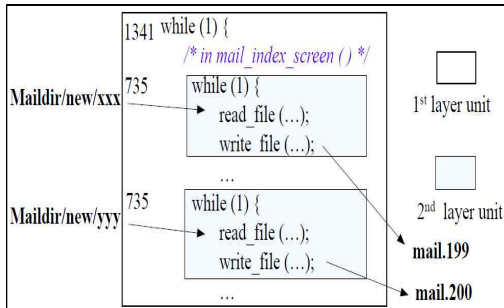 1341 while (1) {
/* in mail_index_screen ( ) */
735 while (1) {
Maildir/new/xxx
read_file (…);
write_file (…);
…
735 while (1) {
Maildir/new/yyy
read_file (…);
write_file (…);
…
1st layer unit
2nd layer unit
mail.199
mail.200